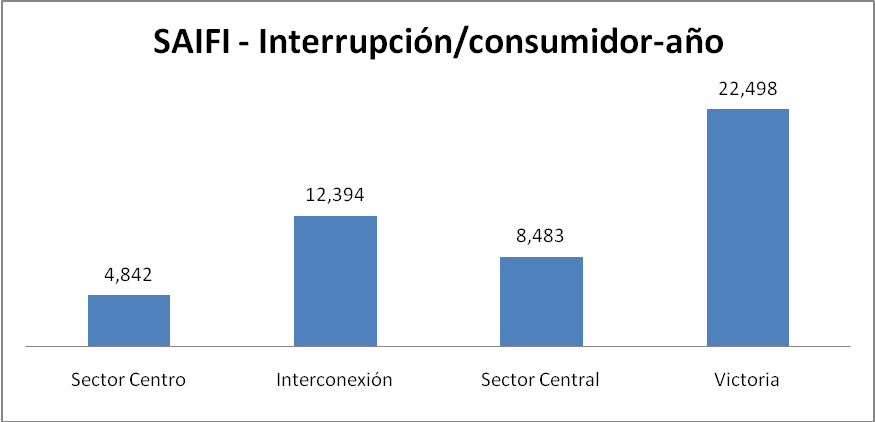 SAIFI - Interrupción/consumidor-año
22,498
12,394
8,483
4,842
Sector Centro Interconexión Sector Central Victoria